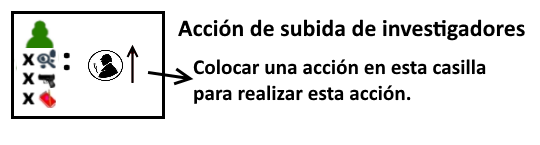 Acción de subida de investigadores
x :
x
x
Colocar una acción en esta casilla
para realizar esta acción.